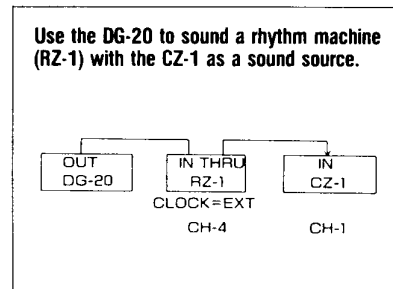 Use the DG-20 to sound a rhythm machine
(RZ-1) with the CZ-1 as a sound source.
OUT
DG-20
IN THRU
RZ-1
IN
CZ-1
CLOCK=EXT
CH-4
CH-1